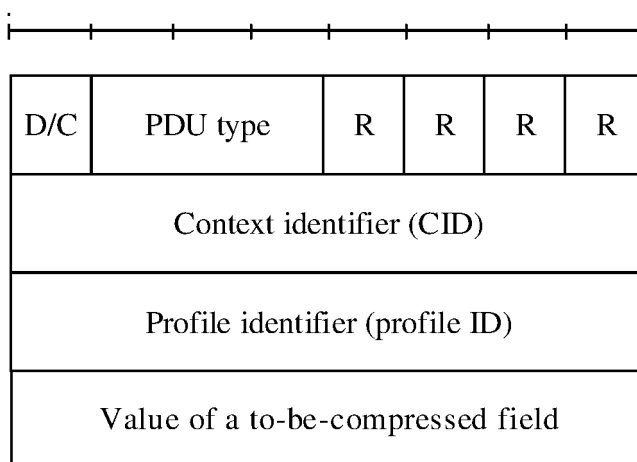 D/C PDU type R R R R
Context identifier (CID)
Profile identifier (profile ID)
Value of a to-be-compressed field